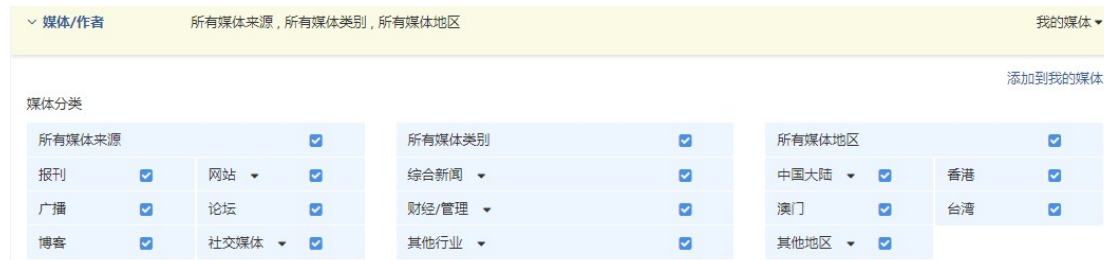 媒体/作者 所有媒体来源 , 所有媒体类别 , 所有媒体地区 我的媒体
添加到我的媒体
媒体分类
所有媒体来源 所有媒体类别 所有媒体地区
报刊 网站 综合新闻 中国大陆 香港
广播 论坛 财经/管理 澳门 台湾
博客 社交媒体 其他行业 其他地区